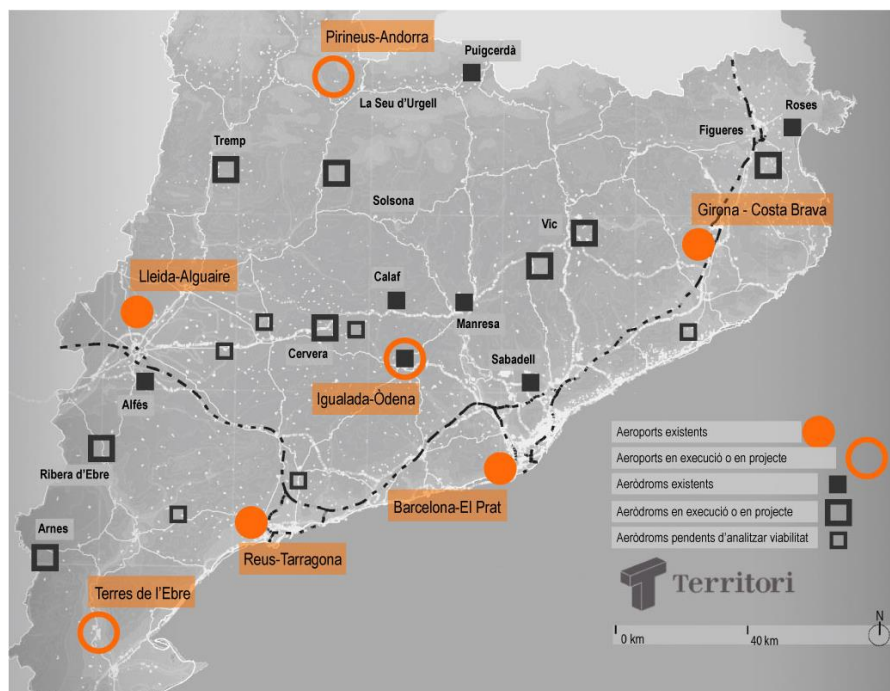 Pirineus-Andorra
Puigcerdà
La Seu d'Urgell
Roses
Figueres
Tremp
Solsona
Girona - Costa Brava
Vic
Lleida-Alguaire
Calaf
Manresa
Cervera
Sabadell
Igualada-Òdena
Alfés
Aeroports existents
Aeroports en execució o en projecte
Ribera d'Ebre
Aeròdroms existents
Barcelona-El Prat
Aeròdroms en execució o en projecte
Arnes
Aeròdroms pendents d'analitzar viabilitat
Reus-Tarragona
Territori
Terres de l'Ebre
N
0 km
40 km